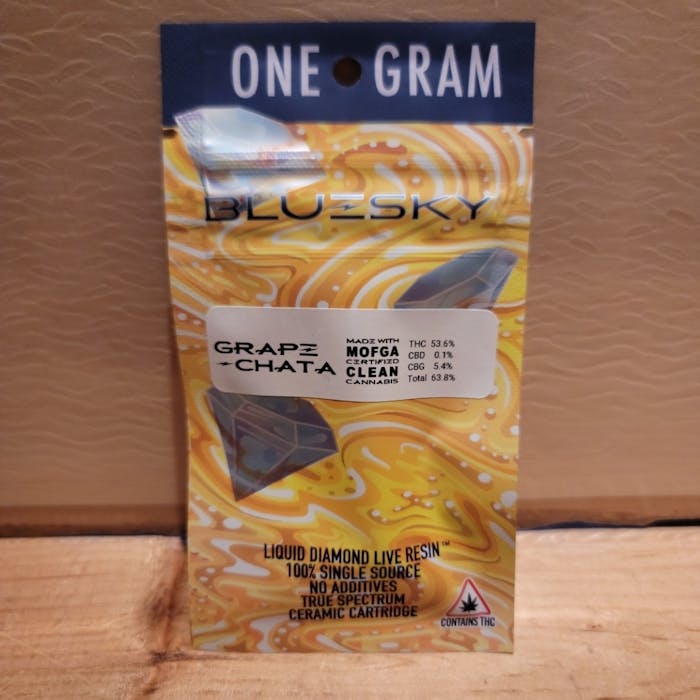 ONE GRAM
BLUESKY
GRAPE
CHATA
MADE WITH
MOFGA
CERTIFIED
CLEAN
CANNABIS
THC 53.6%
CBD 0.1%
CBG 5.4%
Total 63.8%
LIQUID DIAMOND LIVE RESIN™
100% SINGLE SOURCE
NO ADDITIVES
TRUE SPECTRUM
CERAMIC CARTRIDGE
CONTAINS THC